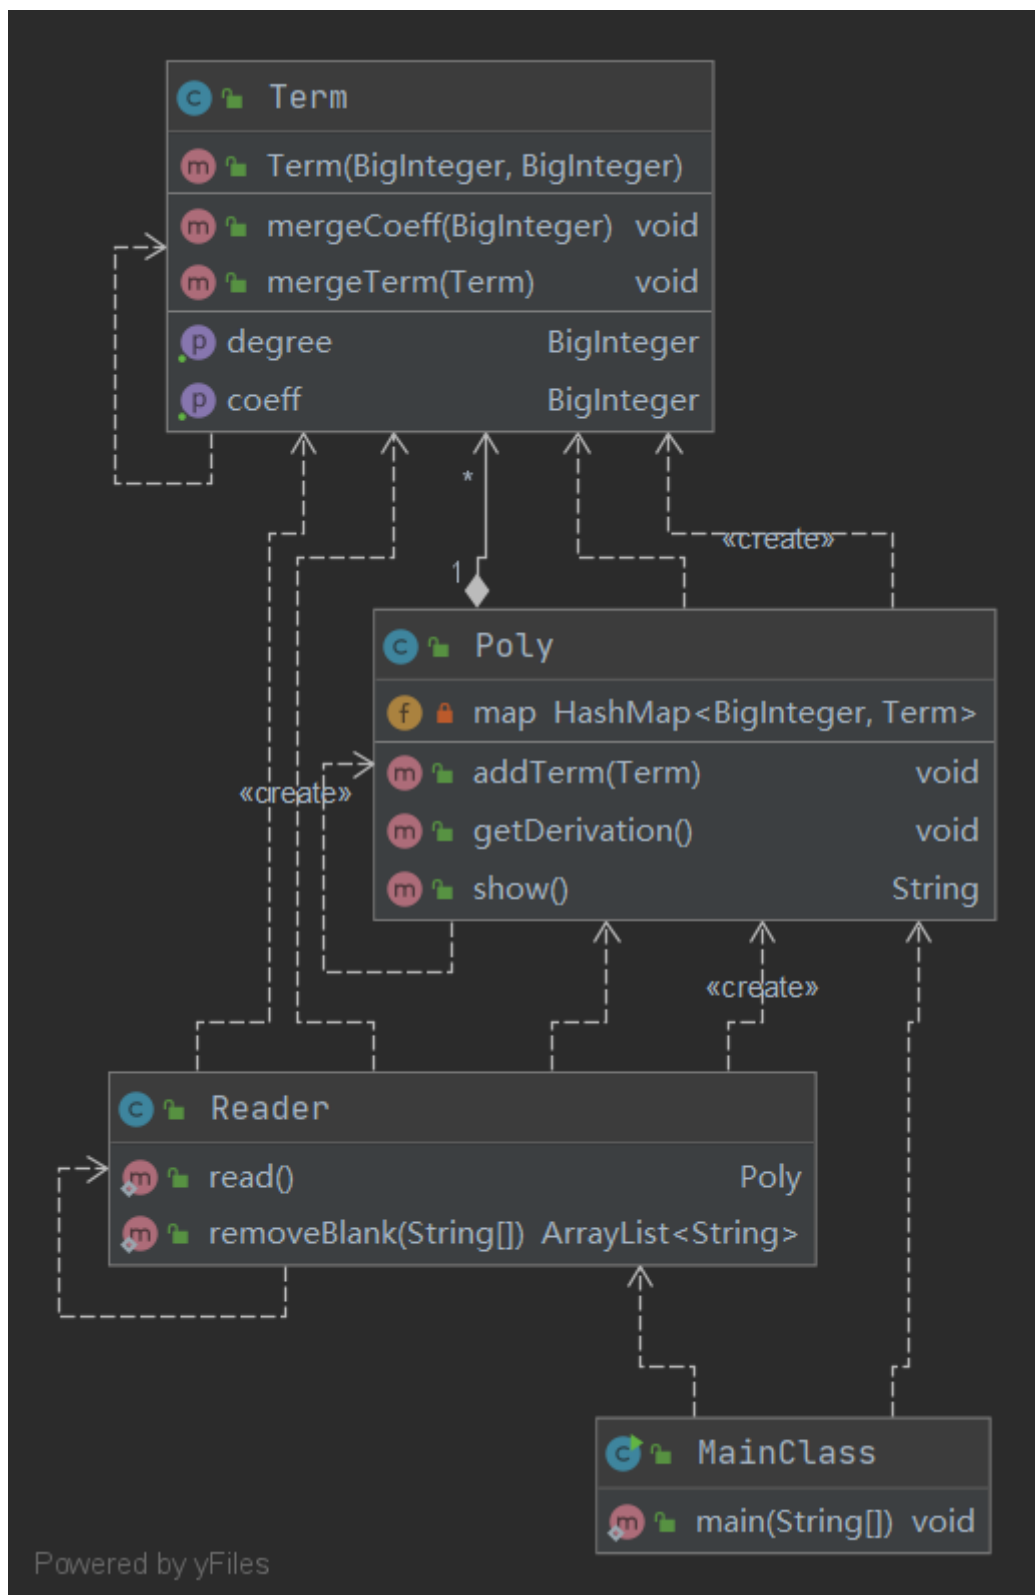 Term
Term(BigInteger, BigInteger)
mergeCoeff(BigInteger) void
mergeTerm(Term) void
degree BigInteger
coeff BigInteger
*
«create»
1
Poly
map HashMap<BigInteger, Term>
addTerm(Term) void
«create»
getDerivation() void
show() String
«create»
Reader
read() Poly
removeBlank(String[]) ArrayList<String>
MainClass
main(String[]) void
Powered by yFiles